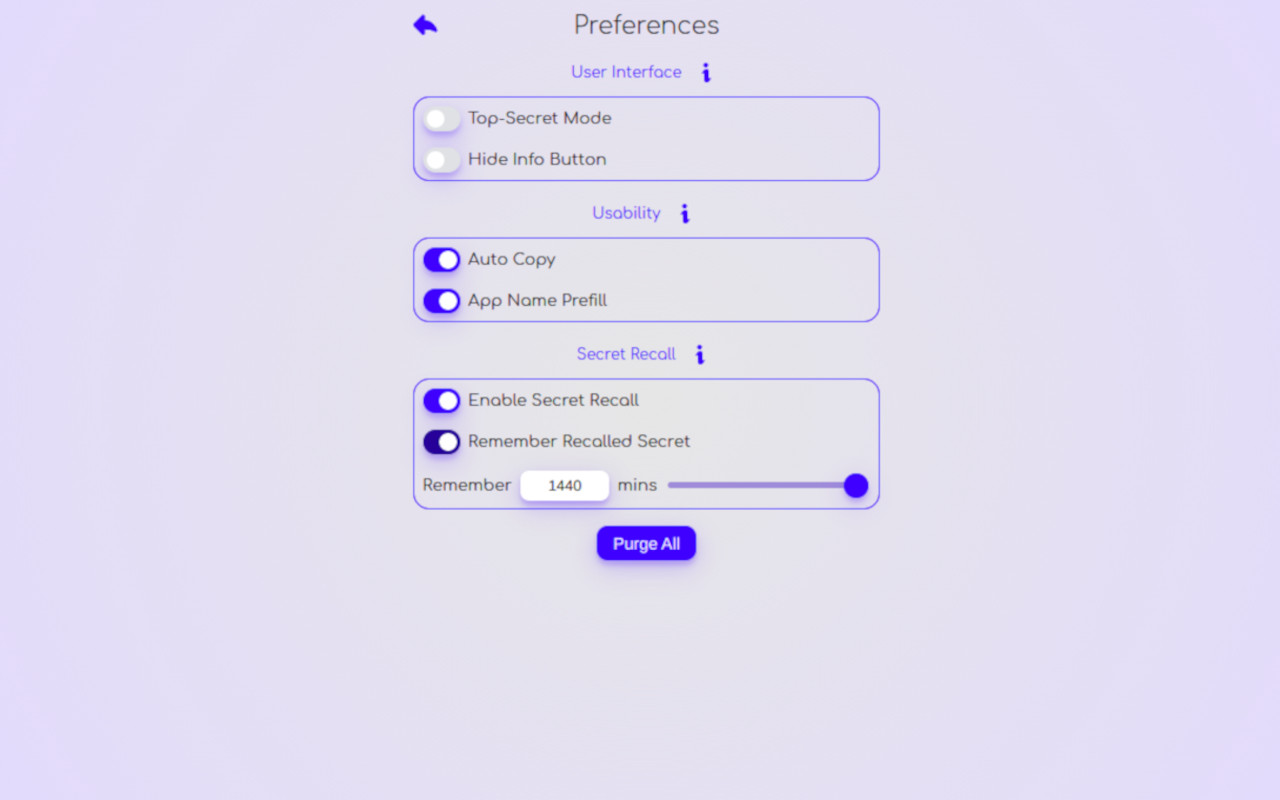 Preferences
User Interface
Top-Secret Mode
Hide Info Button
Usability
Auto Copy
App Name Prefill
Secret Recall
Enable Secret Recall
Remember Recalled Secret
Remember 1440 mins
Purge All